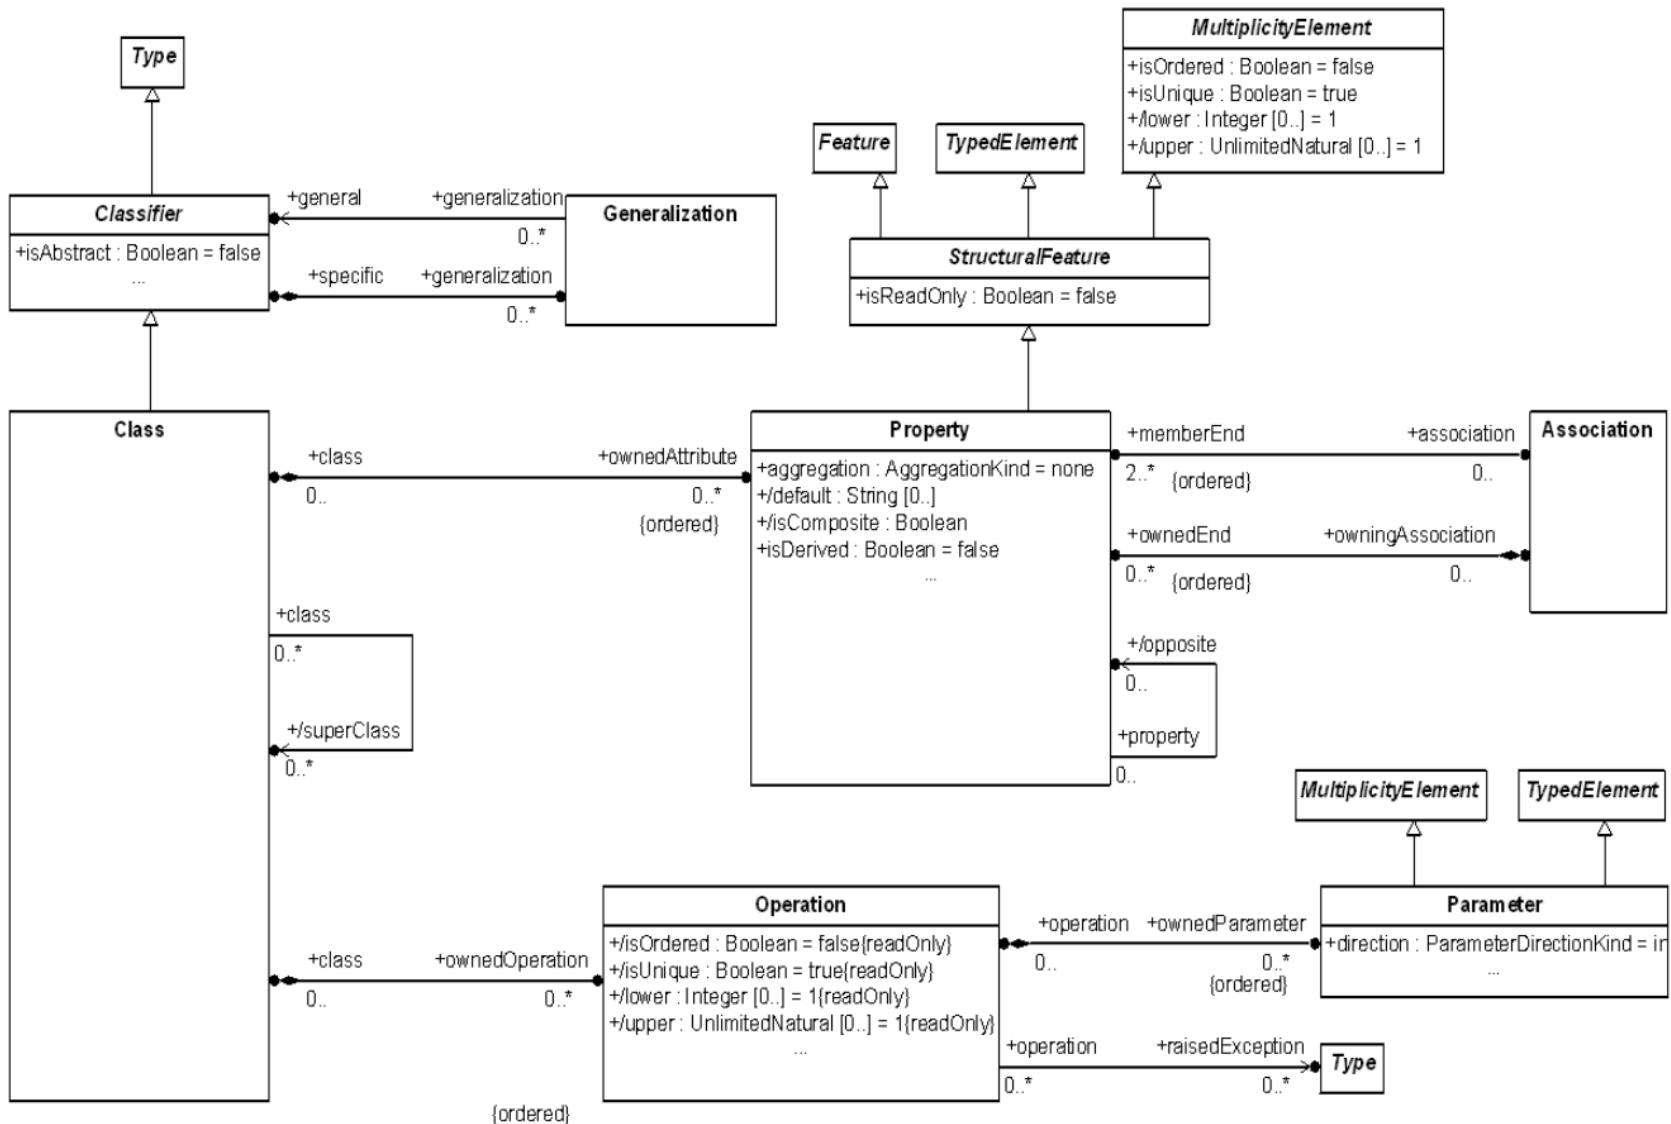 MultiplicityElement
+isOrdered : Boolean = false
+isUnique : Boolean = true
+/lower : Integer [0..] = 1
+/upper : UnlimitedNatural [0..] = 1
Type
Feature
TypedElement
Classifier
+isAbstract : Boolean = false
...
+general
+generalization
0..*
+specific
+generalization
0..*
Generalization
StructuralFeature
+isReadOnly : Boolean = false
Class
+class
+ownedAttribute
0..
0..*
{ordered}
Property
+aggregation : AggregationKind = none
+/default : String [0..]
+/isComposite : Boolean
+isDerived : Boolean = false
...
+memberEnd
+association
2..*
{ordered}
0..
+ownedEnd
+owningAssociation
0..*
{ordered}
0..
Association
+class
0..*
+/superClass
0..*
+/opposite
0..
+property
0..
MultiplicityElement
TypedElement
+class
+ownedOperation
0..
0..*
{ordered}
Operation
+/isOrdered : Boolean = false{readOnly}
+/isUnique : Boolean = true{readOnly}
+/lower : Integer [0..] = 1{readOnly}
+/upper : UnlimitedNatural [0..] = 1{readOnly}
...
+operation
+ownedParameter
0..
0..*
{ordered}
Parameter
+direction : ParameterDirectionKind = in
...
+operation
+raisedException
0..*
0..*
Type